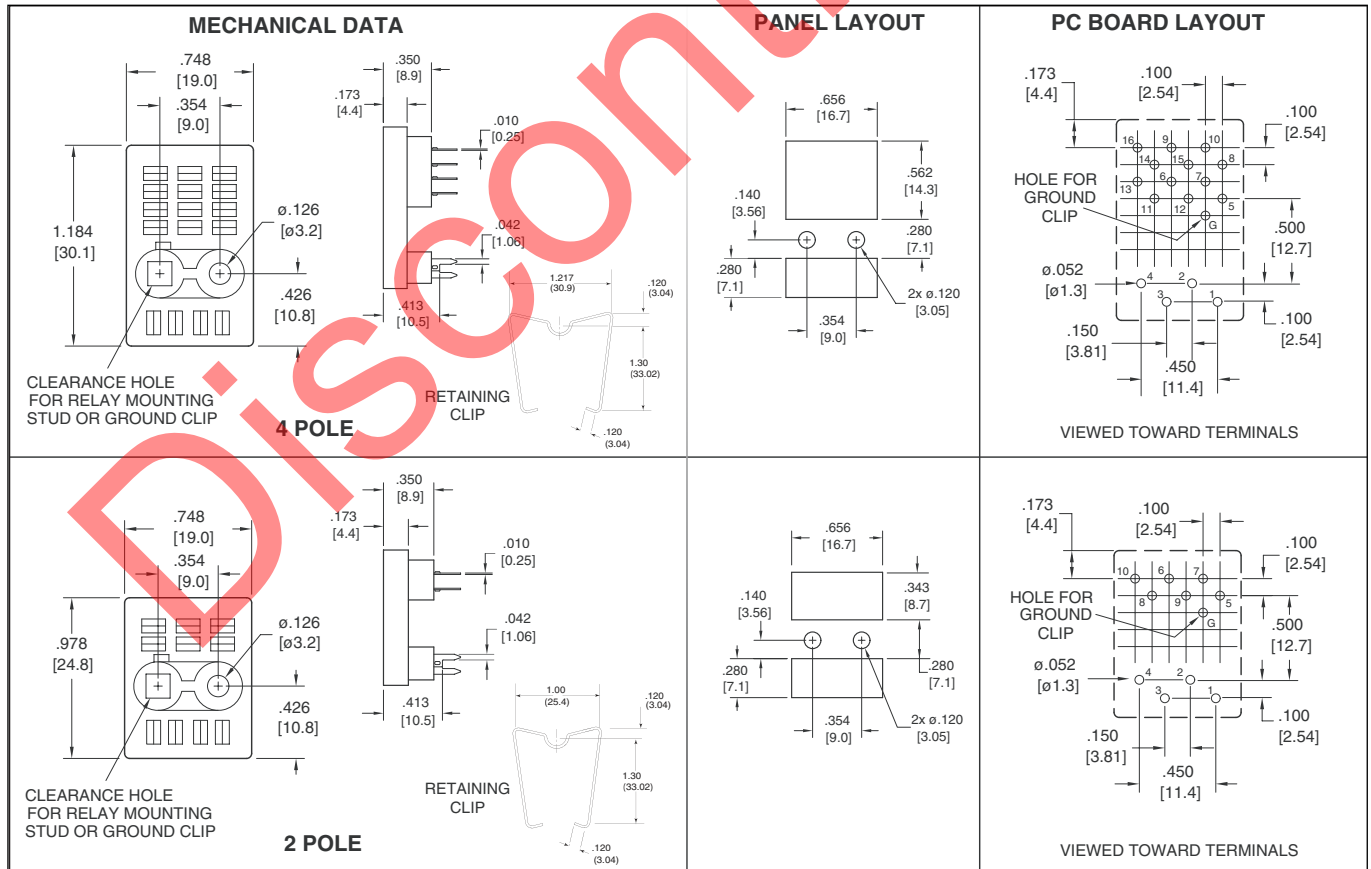 MECHANICAL DATA
.748
[19.0]
.354
[9.0]
1.184
[30.1]
ø.126
[ø3.2]
.426
[10.8]
CLEARANCE HOLE
FOR RELAY MOUNTING
STUD OR GROUND CLIP
4 POLE
.350
[8.9]
.173
[4.4]
.010
[0.25]
.042
[1.06]
.413
[10.5]
1.217
(30.9)
.120
(3.04)
1.30
(33.02)
RETAINING
CLIP
.120
(3.04)
PANEL LAYOUT
.656
[16.7]
.562
[14.3]
.140
[3.56]
.280
[7.1]
.280
[7.1]
2x ø.120
[3.05]
.354
[9.0]
PC BOARD LAYOUT
.173
[4.4]
.100
[2.54]
.100
[2.54]
16 9 10
14 15 8
13 6 7
11 12 5
G
HOLE FOR
GROUND
CLIP
.500
[12.7]
ø.052
[ø1.3]
4 2
3 1
.150
[3.81]
.450
[11.4]
.100
[2.54]
VIEWED TOWARD TERMINALS
.748
[19.0]
.354
[9.0]
.978
[24.8]
ø.126
[ø3.2]
.426
[10.8]
CLEARANCE HOLE
FOR RELAY MOUNTING
STUD OR GROUND CLIP
2 POLE
.350
[8.9]
.173
[4.4]
.010
[0.25]
.042
[1.06]
.413
[10.5]
1.00
(25.4)
.120
(3.04)
1.30
(33.02)
RETAINING
CLIP
.120
(3.04)
.656
[16.7]
.343
[8.7]
.140
[3.56]
.280
[7.1]
.280
[7.1]
.354
[9.0]
2x ø.120
[3.05]
.173
[4.4]
.100
[2.54]
.100
[2.54]
10 6 7
8 9 5
G
HOLE FOR
GROUND
CLIP
.500
[12.7]
ø.052
[ø1.3]
4 2
3 1
.150
[3.81]
.450
[11.4]
.100
[2.54]
VIEWED TOWARD TERMINALS
Discont